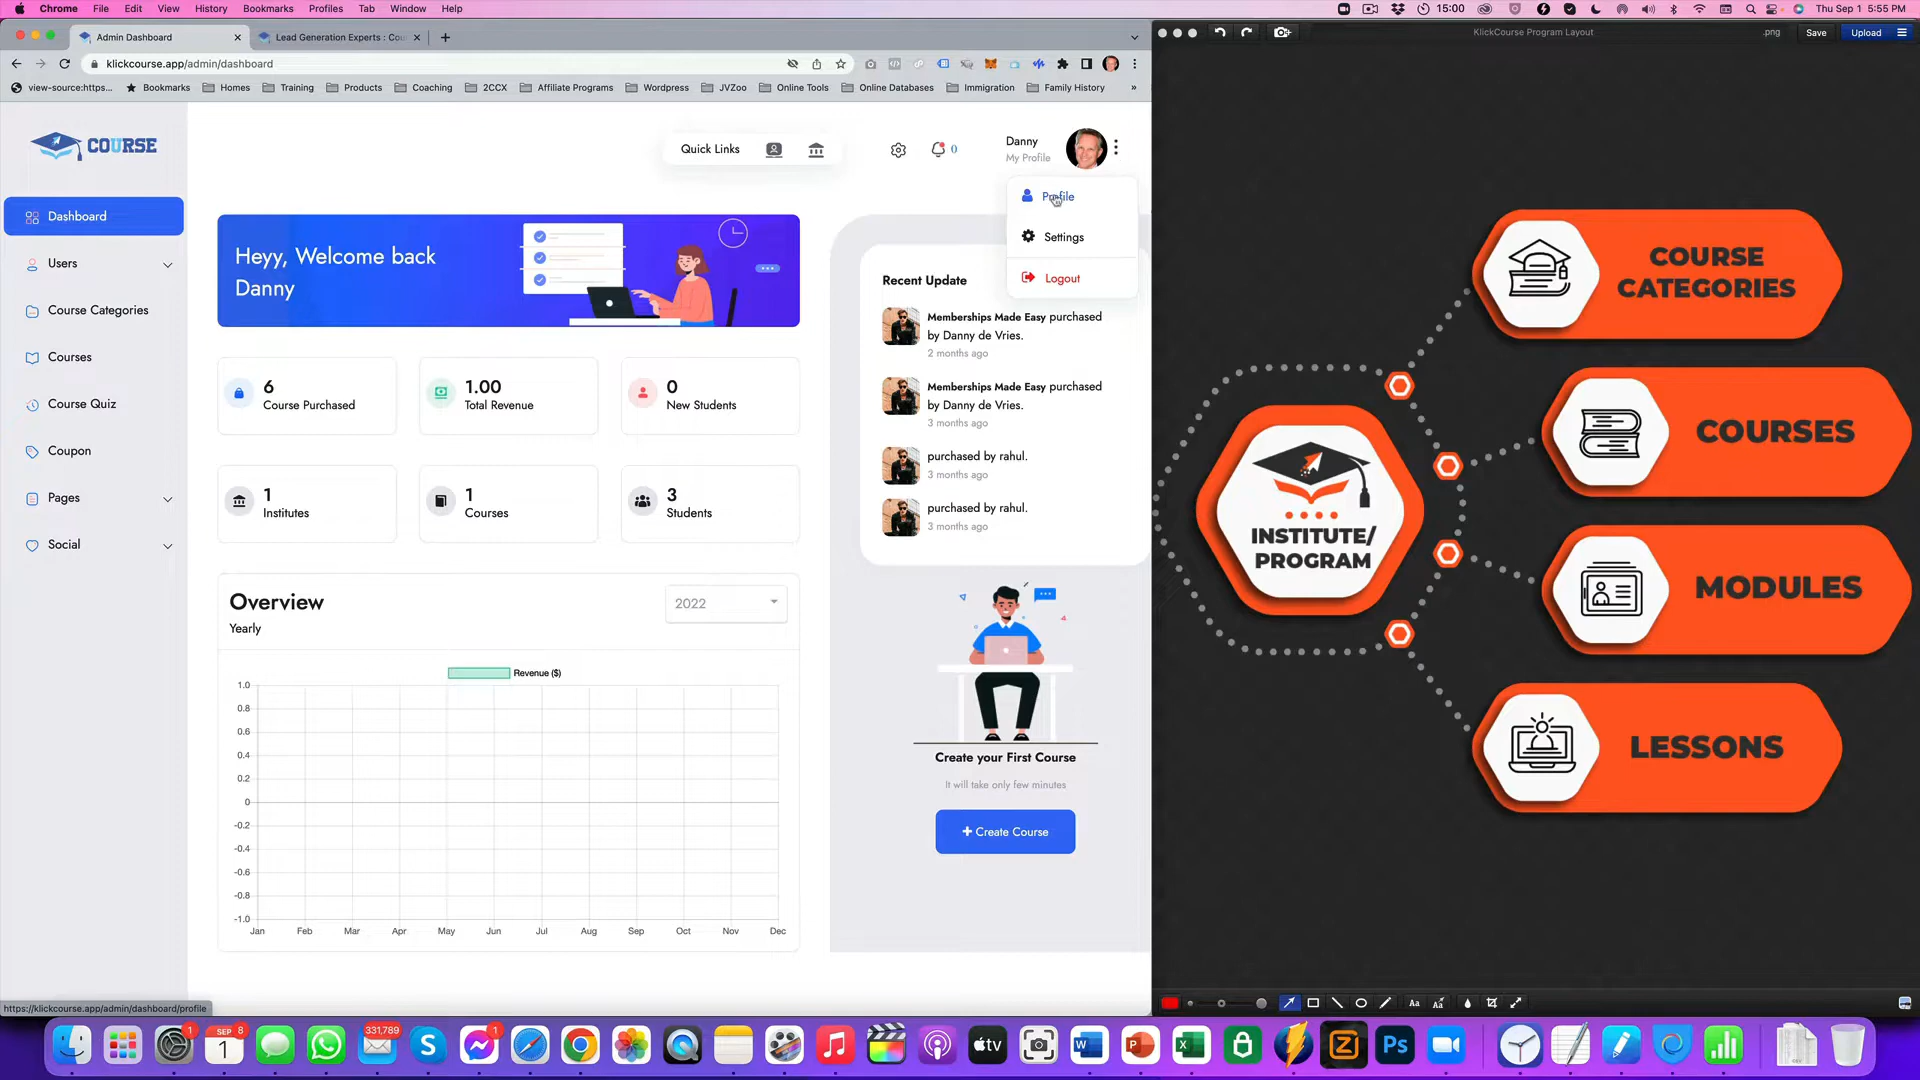 Chrome File Edit View History Bookmarks Profiles Tab Window Help
15:00
Thu Sep 1 5:55 PM
Admin Dashboard
Lead Generation Experts : Cou
klickcourse.app/admin/dashboard
view-source:https...
Bookmarks
Homes
Training
Products
Coaching
2CCX
Affiliate Programs
Wordpress
JVZoo
Online Tools
Online Databases
Immigration
Family History
»
COURSE
Quick Links
0
Danny
My Profile
Profile
Settings
Logout
Dashboard
Users
Course Categories
Courses
Course Quiz
Coupon
Pages
Social
Heyy, Welcome back
Danny
6
Course Purchased
1.00
Total Revenue
0
New Students
1
Institutes
1
Courses
3
Students
Recent Update
Memberships Made Easy purchased
by Danny de Vries.
2 months ago
Memberships Made Easy purchased
by Danny de Vries.
3 months ago
purchased by rahul.
3 months ago
purchased by rahul.
3 months ago
Overview
Yearly
2022
Revenue ($)
1.0
0.8
0.6
0.4
0.2
0
-0.2
-0.4
-0.6
-0.8
-1.0
Jan Feb Mar Apr May Jun Jul Aug Sep Oct Nov Dec
Create your First Course
It will take only few minutes
+ Create Course
https://klickcourse.app/admin/dashboard/profile
KlickCourse Program Layout
.png
Save
Upload
COURSE
CATEGORIES
COURSES
INSTITUTE/
PROGRAM
MODULES
LESSONS
Aa
1
SEP
8
1
331,789
1
tv
Ps